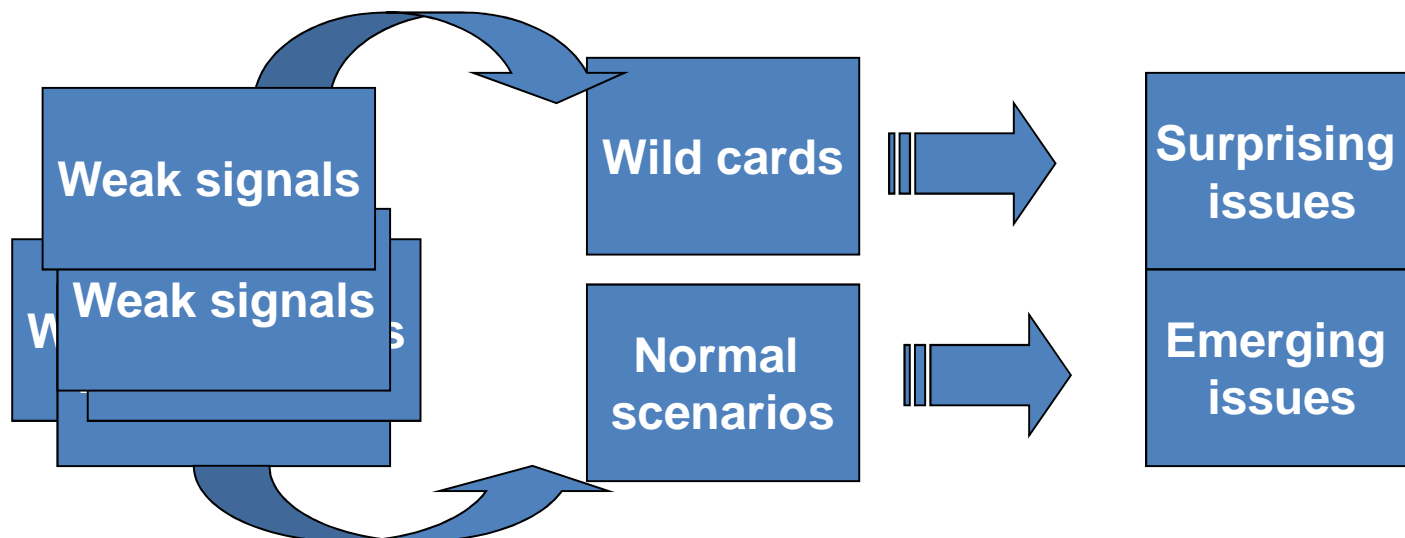 Weak signals
Weak signals
Wild cards
Normal
scenarios
Surprising
issues
Emerging
issues